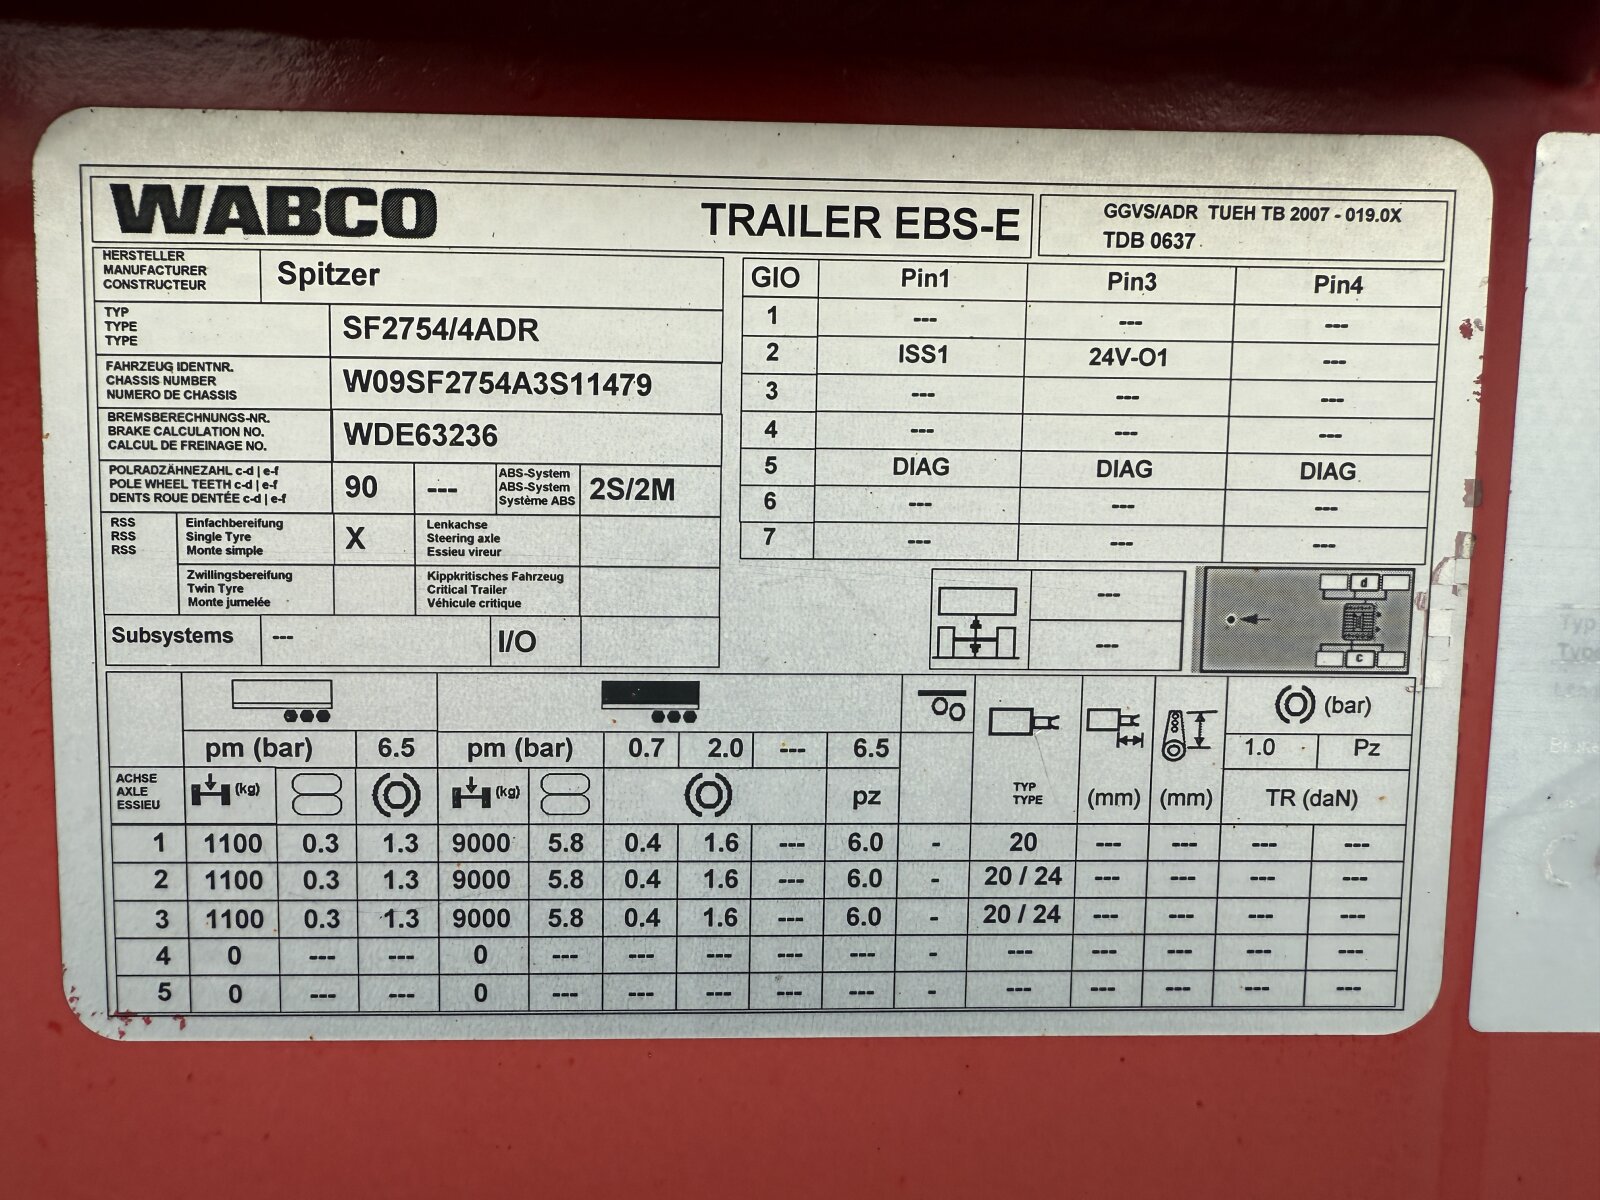 WABCO
TRAILER EBS-E
GGVS/ADR TUEH TB 2007 - 019.0X
TDB 0637
HERSTELLER
MANUFACTURER
CONSTRUCTEUR
Spitzer
TYP
TYPE
TYPE
SF2754/4ADR
FAHRZEUG IDENTNR.
CHASSIS NUMBER
NUMERO DE CHASSIS
W09SF2754A3S11479
BREMSBERECHNUNGS-NR.
BRAKE CALCULATION NO.
CALCUL DE FREINAGE NO.
WDE63236
POLRADZÄHNEZAHL c-d | e-f
POLE WHEEL TEETH c-d | e-f
DENTS ROUE DENTÉE c-d | e-f
90 ---
ABS-System
ABS-System
Système ABS
2S/2M
RSS
RSS
RSS
Einfachbereifung
Single Tyre
Monte simple
X
Lenkachse
Steering axle
Essieu vireur
Zwillingsbereifung
Twin Tyre
Monte jumelée
Kippkritisches Fahrzeug
Critical Trailer
Véhicule critique
Subsystems --- I/O
GIO Pin1 Pin3 Pin4
1 --- --- ---
2 ISS1 24V-O1 ---
3 --- --- ---
4 --- --- ---
5 DIAG DIAG DIAG
6 --- --- ---
7 --- --- ---
---
---
d
c
(bar)
pm (bar) 6.5 pm (bar) 0.7 2.0 --- 6.5 1.0 Pz
ACHSE
AXLE
ESSIEU
(kg) (kg) pz
TYP
TYPE
(mm) (mm) TR (daN)
1 1100 0.3 1.3 9000 5.8 0.4 1.6 --- 6.0 - 20 --- --- --- ---
2 1100 0.3 1.3 9000 5.8 0.4 1.6 --- 6.0 - 20 / 24 --- --- --- ---
3 1100 0.3 1.3 9000 5.8 0.4 1.6 --- 6.0 - 20 / 24 --- --- --- ---
4 0 --- --- 0 --- --- --- --- --- - --- --- --- --- ---
5 0 --- --- 0 --- --- --- --- --- - --- --- --- --- ---
Typ